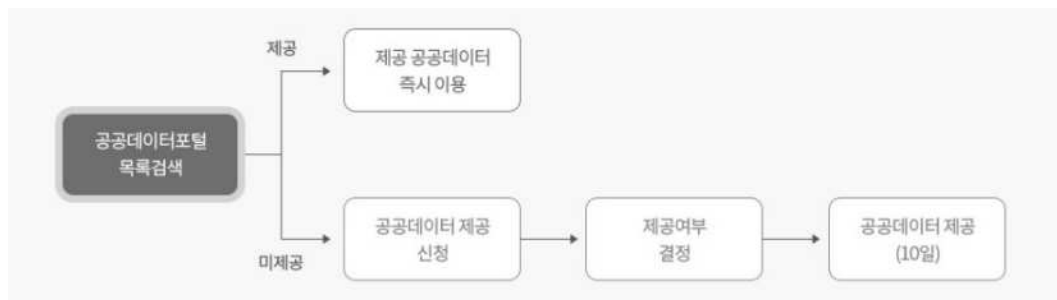 제공
제공 공공데이터
즉시 이용
공공데이터포털
목록검색
미제공
공공데이터 제공
신청
제공여부
결정
공공데이터 제공
(10일)